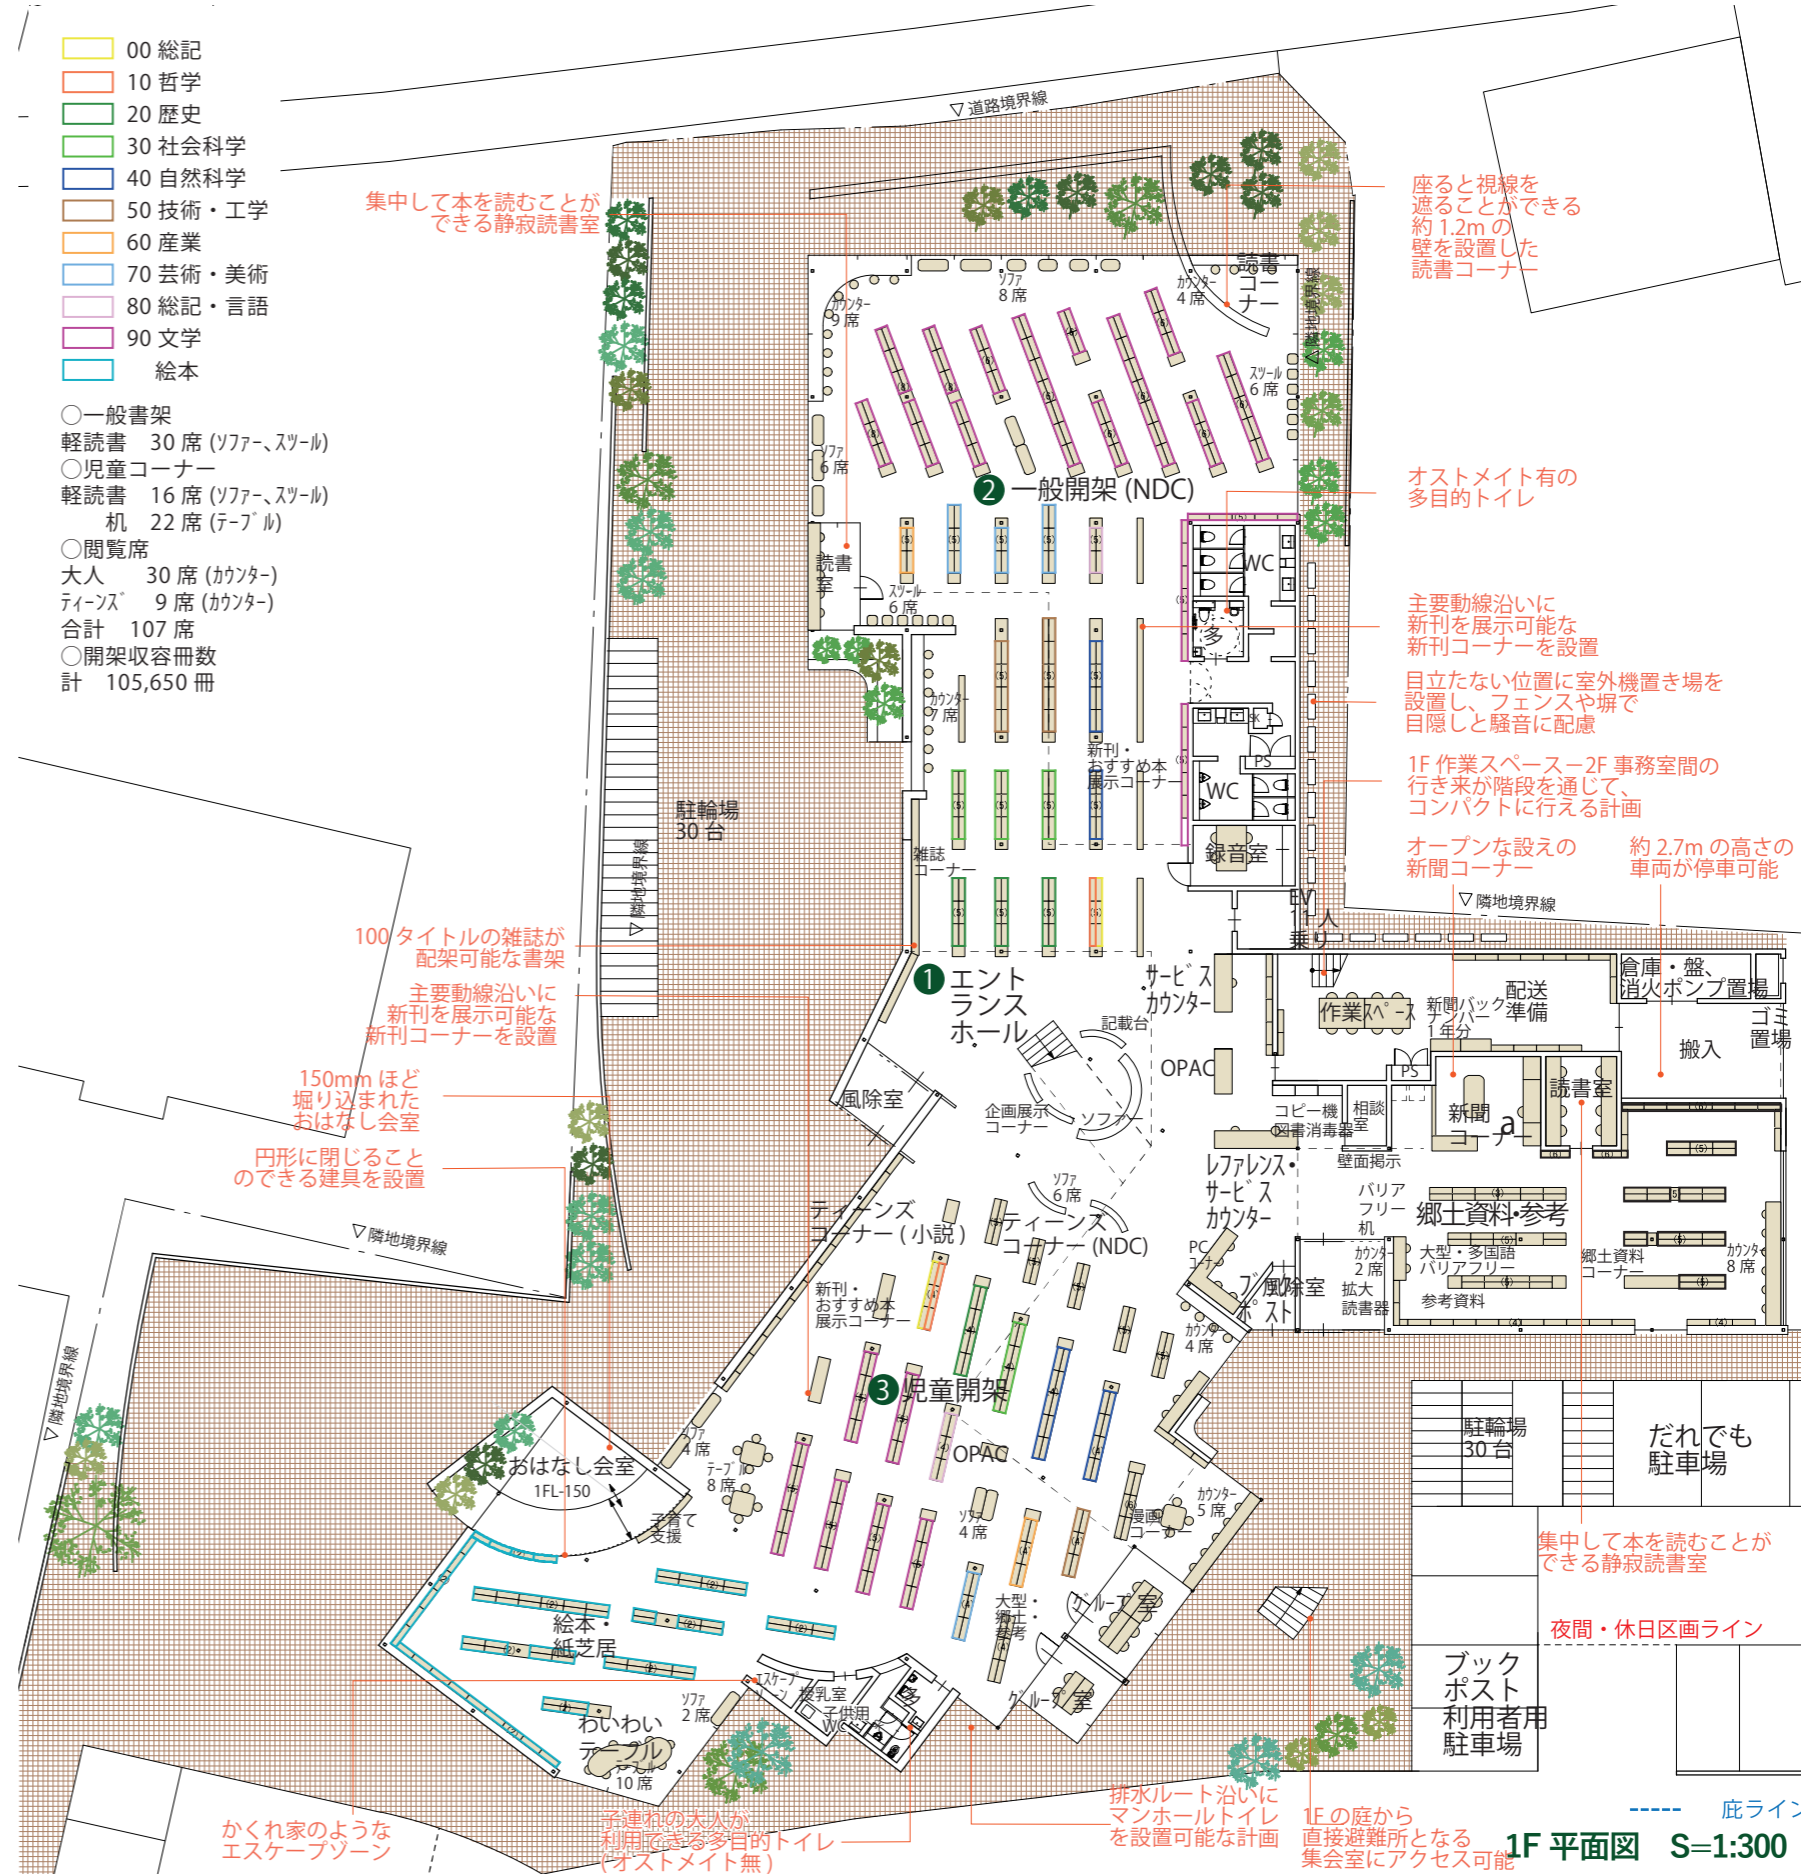 00 総記
10 哲学
20 歴史
30 社会科学
40 自然科学
50 技術・工学
60 産業
70 芸術・美術
80 総記・言語
90 文学
絵本
○一般書架
軽読書 30 席 (ソファー、スツール)
○児童コーナー
軽読書 16 席 (ソファー、スツール)
机 22 席 (テーブル)
○閲覧席
大人 30 席 (カウンター)
ティーンズ 9 席 (カウンター)
合計 107 席
○開架収容冊数
計 105,650 冊
▽道路境界線
集中して本を読むことが
できる静寂読書室
座ると視線を
遮ることができる
約 1.2m の
壁を設置した
読書コーナー
読書
コー
ナー
カウンター
9 席
ソファ
8 席
カウンター
4 席
△隣地境界線
スツール
6 席
ソファ
6 席
❷ 一般開架 (NDC)
オストメイト有の
多目的トイレ
読書
室
スツール
6 席
WC
多
主要動線沿いに
新刊を展示可能な
新刊コーナーを設置
カウンター
7 席
目立たない位置に室外機置き場を
設置し、フェンスや塀で
目隠しと騒音に配慮
SK
PS
新刊・
おすすめ本
展示コーナー
WC
1F 作業スペース－2F 事務室間の
行き来が階段を通じて、
コンパクトに行える計画
駐輪場
30 台
▽隣地境界線
雑誌
コーナー
録音室
オープンな設えの
新聞コーナー
約 2.7m の高さの
車両が停車可能
EV
11 人
乗り
▽隣地境界線
100 タイトルの雑誌が
配架可能な書架
❶ エント
ランス
ホール
サービス
カウンター
主要動線沿いに
新刊を展示可能な
新刊コーナーを設置
記載台
作業スペース
新聞バック
ナンバー
1 年分
配送
準備
倉庫・盤、
消火ポンプ置場
ゴミ
置場
搬入
OPAC
PS
150mm ほど
堀り込まれた
おはなし会室
風除室
企画展示
コーナー
ソファー
コピー機
図書消毒器
相談
室
新聞
コーナー
a
読書室
円形に閉じること
のできる建具を設置
レファレンス・
サービス
カウンター
壁面掲示
ソファ
6 席
バリア
フリー
机
郷土資料・参考
▽隣地境界線
ティーンズ
コーナー ( 小説 )
ティーンズ
コーナー (NDC)
PC
コーナー
カウンター
2 席
大型・多国語
バリアフリー
郷土資料
コーナー
カウンター
8 席
新刊・
おすすめ本
展示コーナー
ブック
ポスト
風除室
拡大
読書器
参考資料
カウンター
4 席
▽隣地境界線
❸ 児童開架
ソファ
4 席
テーブル
8 席
OPAC
駐輪場
30 台
だれでも
駐車場
おはなし会室
1FL-150
子育て
支援
ソファ
4 席
漫画
コーナー
カウンター
5 席
集中して本を読むことが
できる静寂読書室
絵本・
紙芝居
大型・
郷土・
参考
グループ室
グループ室
夜間・休日区画ライン
エスケープ
ゾーン
授乳室
子供用
WC
多
ソファ
2 席
わいわい
テーブル
テーブル
10 席
ブック
ポスト
利用者用
駐車場
かくれ家のような
エスケープゾーン
子連れの大人が
利用できる多目的トイレ
(オストメイト無 )
排水ルート沿いに
マンホールトイレ
を設置可能な計画
1F の庭から
直接避難所となる
集会室にアクセス可能
----- 庇ライン
1F 平面図 S=1:300